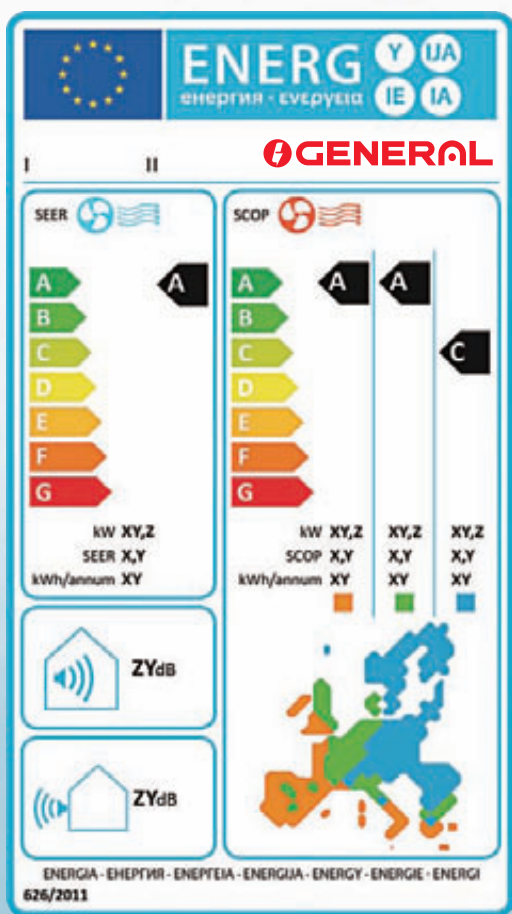 ENERG Y IJA
енергия · ενεργεια IE IA
I II GENERAL
SEER
A A
B
C
D
E
F
G
kW XY,Z
SEER X,Y
kWh/annum XY
SCOP
A A A
B
C C
D
E
F
G
kW XY,Z XY,Z XY,Z
SCOP X,Y X,Y X,Y
kWh/annum XY XY XY
ZYdB
ZYdB
ENERGIA - ЕНЕРГИЯ - ΕΝΕΡΓΕΙΑ - ENERGIJA - ENERGY - ENERGIE - ENERGI
626/2011